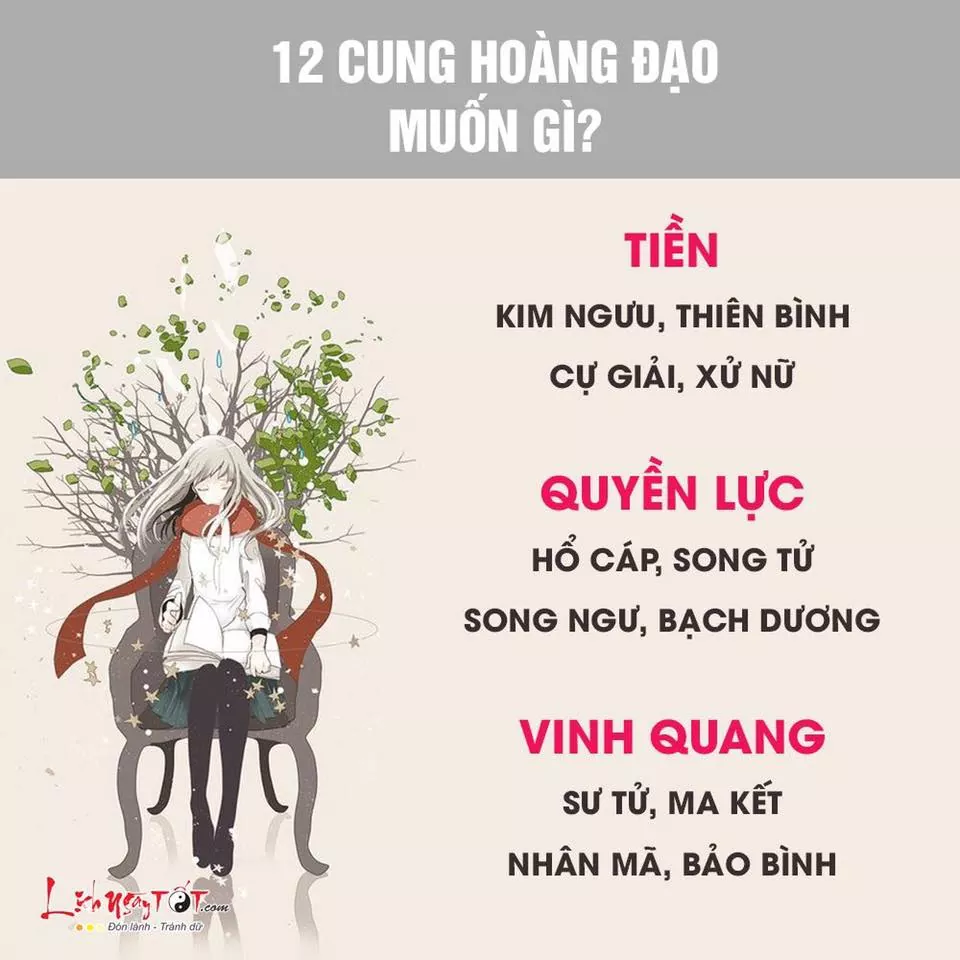 12 CUNG HOÀNG ĐẠO
MUỐN GÌ?
TIỀN
KIM NGƯU, THIÊN BÌNH
CỰ GIẢI, XỬ NỮ
QUYỀN LỰC
HỔ CÁP, SONG TỬ
SONG NGƯ, BẠCH DƯƠNG
VINH QUANG
SƯ TỬ, MA KẾT
NHÂN MÃ, BẢO BÌNH
LịchNgàyTỐT.com
Đón lành - Tránh dữ